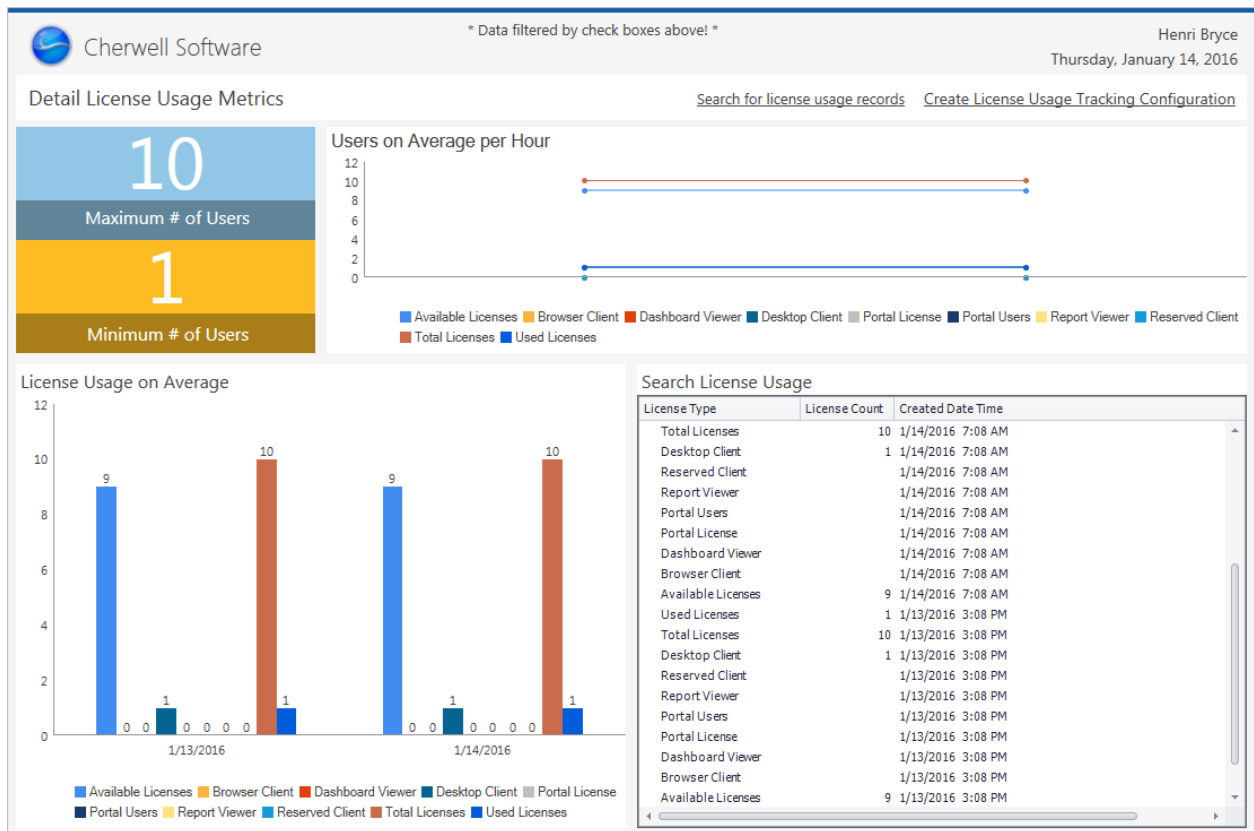 * Data filtered by check boxes above! *
Cherwell Software
Henri Bryce
Thursday, January 14, 2016
Detail License Usage Metrics
Search for license usage records Create License Usage Tracking Configuration
10
Maximum # of Users
1
Minimum # of Users
Users on Average per Hour
12
10
8
6
4
2
0
Available Licenses Browser Client Dashboard Viewer Desktop Client Portal License Portal Users Report Viewer Reserved Client
Total Licenses Used Licenses
License Usage on Average
12
10
8
6
4
2
0
9 0 0 1 0 0 0 0 10 1
9 0 0 1 0 0 0 0 10 1
1/13/2016 1/14/2016
Available Licenses Browser Client Dashboard Viewer Desktop Client Portal License
Portal Users Report Viewer Reserved Client Total Licenses Used Licenses
Search License Usage
License Type License Count Created Date Time
Total Licenses 10 1/14/2016 7:08 AM
Desktop Client 1 1/14/2016 7:08 AM
Reserved Client 1/14/2016 7:08 AM
Report Viewer 1/14/2016 7:08 AM
Portal Users 1/14/2016 7:08 AM
Portal License 1/14/2016 7:08 AM
Dashboard Viewer 1/14/2016 7:08 AM
Browser Client 1/14/2016 7:08 AM
Available Licenses 9 1/14/2016 7:08 AM
Used Licenses 1 1/13/2016 3:08 PM
Total Licenses 10 1/13/2016 3:08 PM
Desktop Client 1 1/13/2016 3:08 PM
Reserved Client 1/13/2016 3:08 PM
Report Viewer 1/13/2016 3:08 PM
Portal Users 1/13/2016 3:08 PM
Portal License 1/13/2016 3:08 PM
Dashboard Viewer 1/13/2016 3:08 PM
Browser Client 1/13/2016 3:08 PM
Available Licenses 9 1/13/2016 3:08 PM